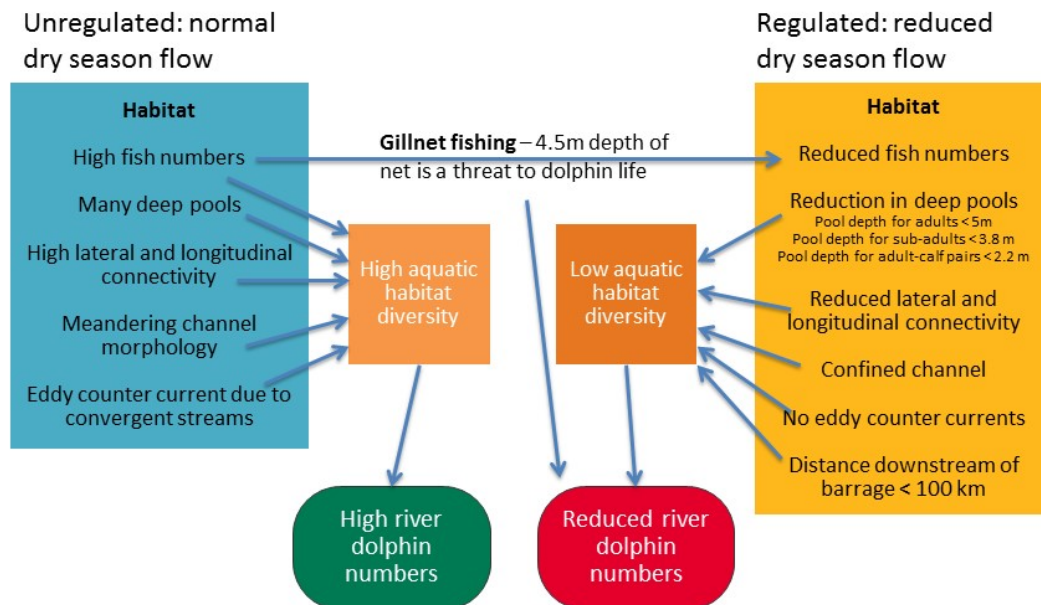 Unregulated: normal
dry season flow
Habitat
High fish numbers
Many deep pools
High lateral and longitudinal
connectivity
Meandering channel
morphology
Eddy counter current due to
convergent streams
Gillnet fishing – 4.5m depth of
net is a threat to dolphin life
High aquatic
habitat
diversity
Low aquatic
habitat
diversity
High river
dolphin
numbers
Reduced river
dolphin
numbers
Regulated: reduced
dry season flow
Habitat
Reduced fish numbers
Reduction in deep pools
Pool depth for adults <5m
Pool depth for sub-adults <3.8 m
Pool depth for adult-calf pairs <2.2 m
Reduced lateral and
longitudinal connectivity
Confined channel
No eddy counter currents
Distance downstream of
barrage < 100 km